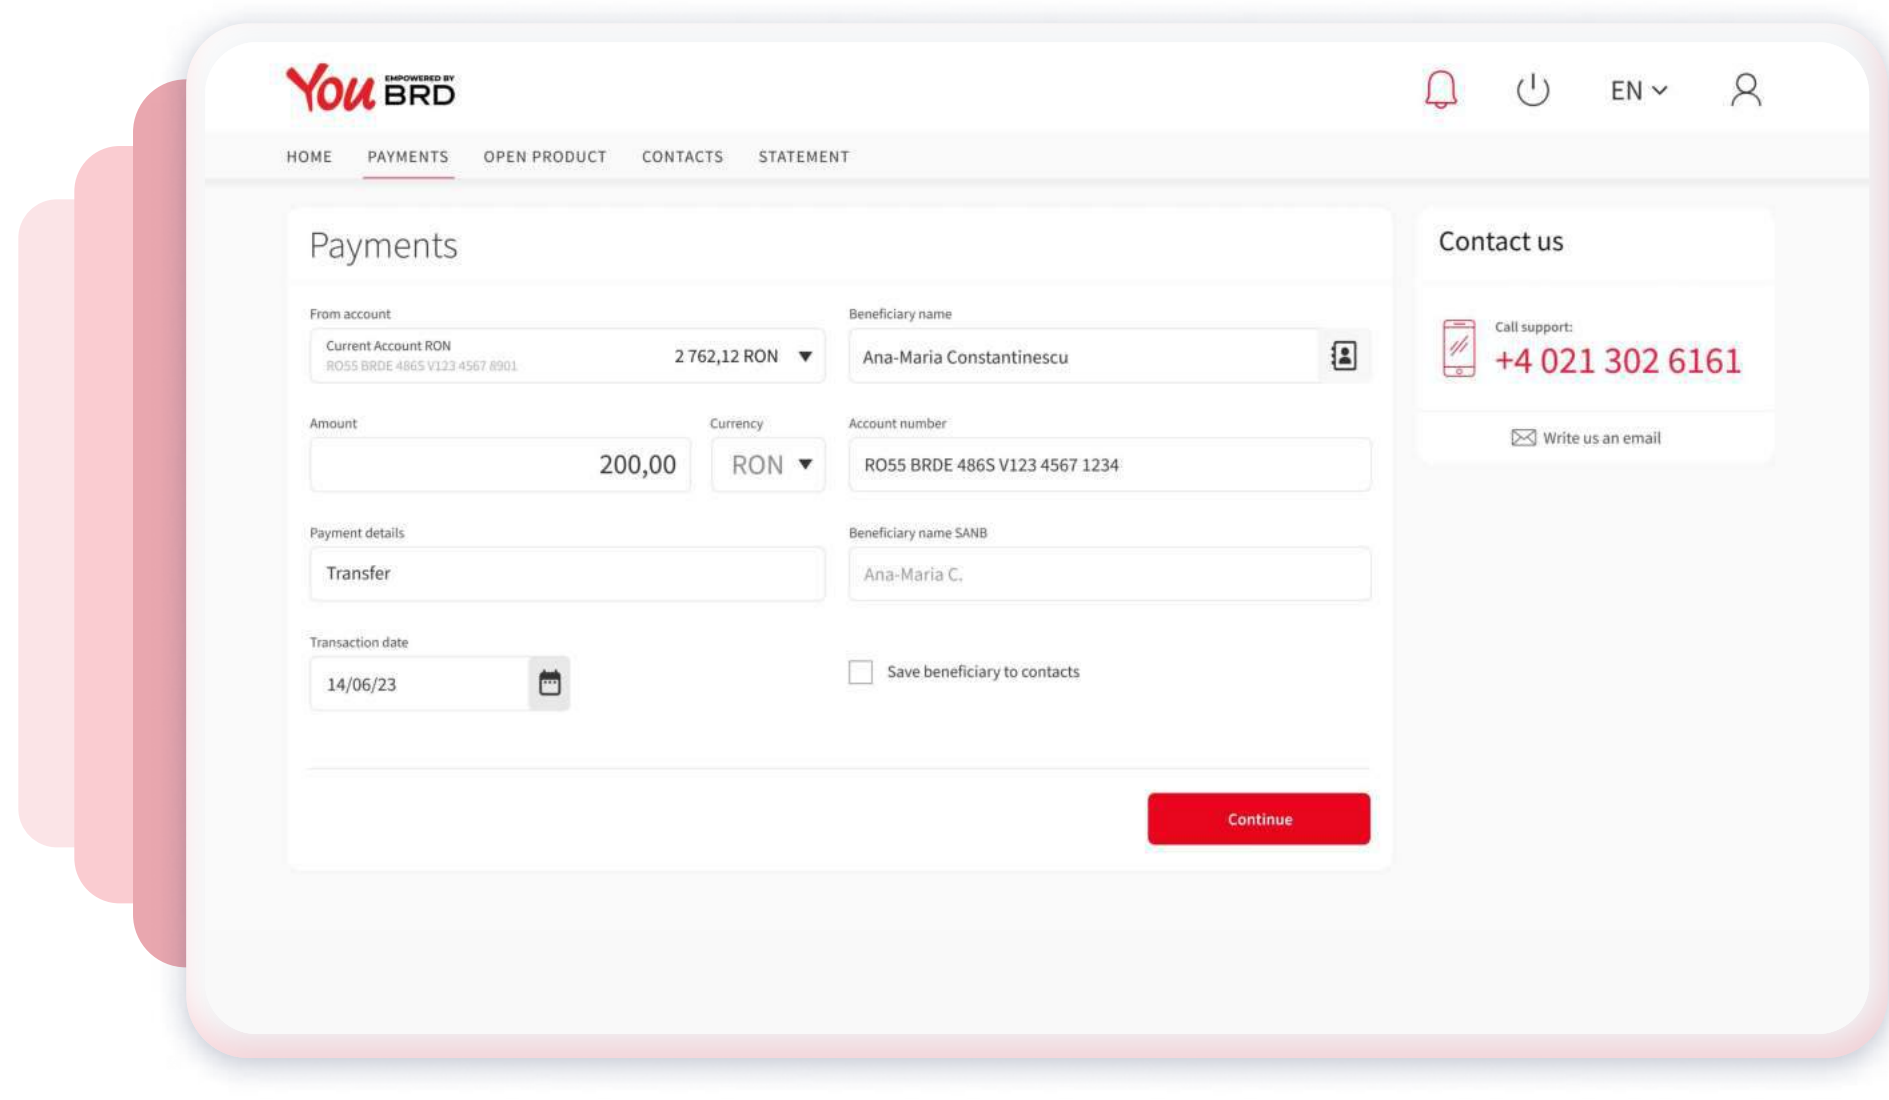 You EMPOWERED BY BRD
EN
HOME PAYMENTS OPEN PRODUCT CONTACTS STATEMENT
Payments
From account
Current Account RON
RO55 BRDE 486S V123 4567 8901
2 762,12 RON
Beneficiary name
Ana-Maria Constantinescu
Amount
200,00
Currency
RON
Account number
RO55 BRDE 486S V123 4567 1234
Payment details
Transfer
Beneficiary name SANB
Ana-Maria C.
Transaction date
14/06/23
Save beneficiary to contacts
Continue
Contact us
Call support:
+4 021 302 6161
Write us an email